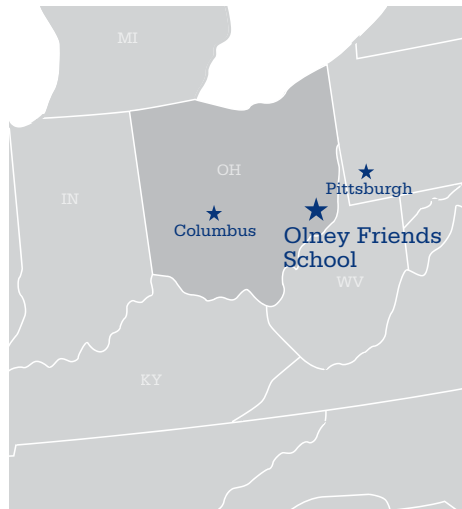 MI
OH
IN
Pittsburgh
Columbus
Olney Friends
School
WV
KY